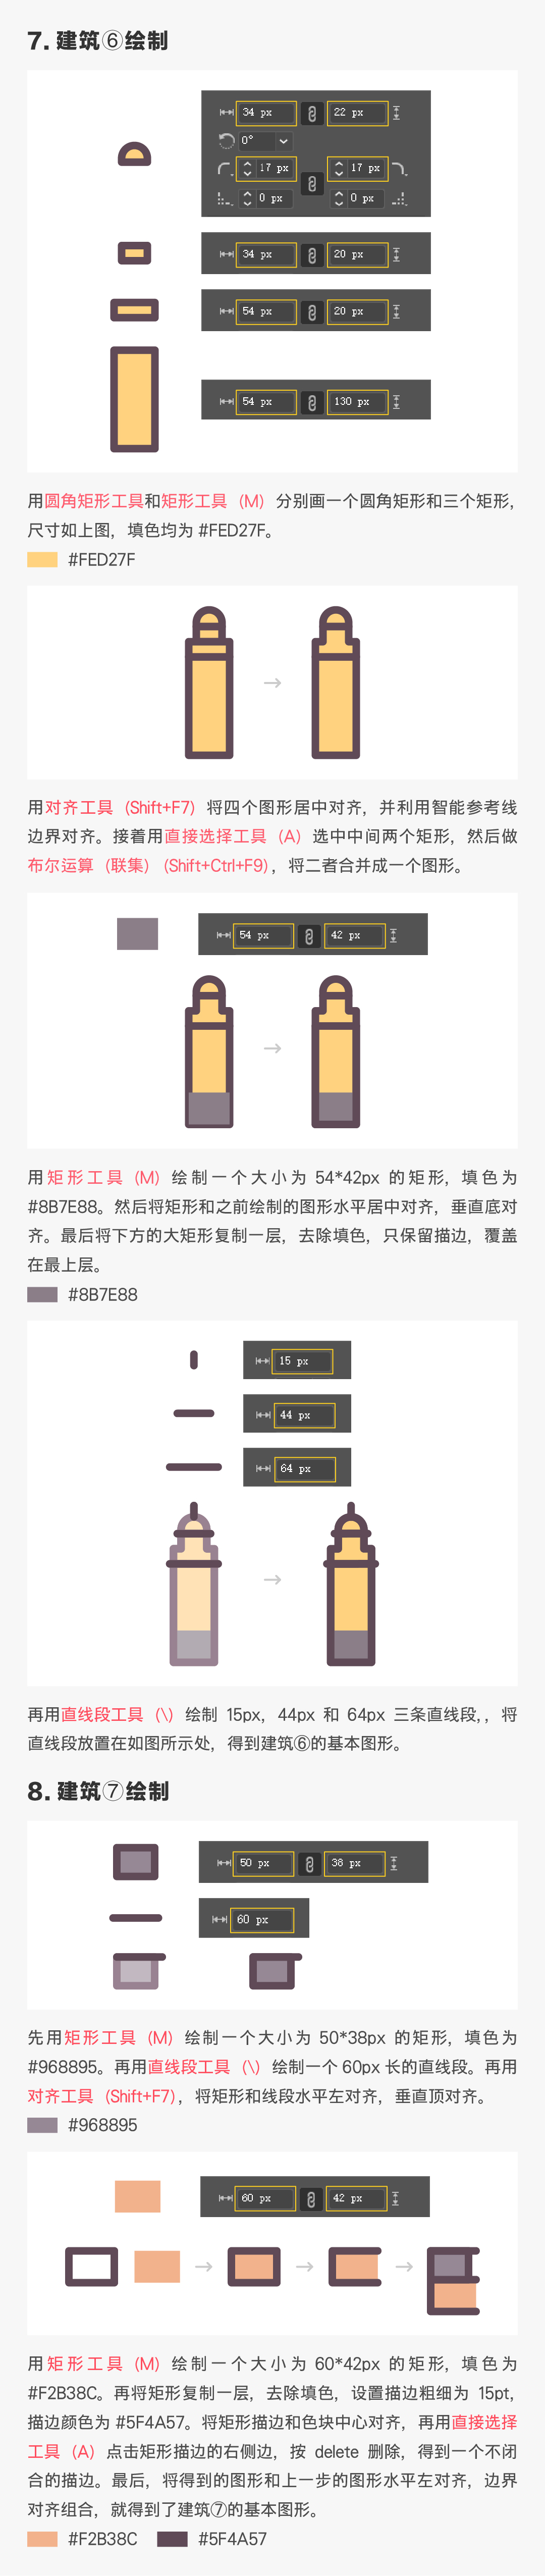 7. 建筑⑥绘制
34 px 22 px
0°
17 px 17 px
0 px 0 px
34 px 20 px
54 px 20 px
54 px 130 px
用圆角矩形工具和矩形工具（M）分别画一个圆角矩形和三个矩形，
尺寸如上图，填色均为 #FED27F。
#FED27F
→
用对齐工具（Shift+F7）将四个图形居中对齐，并利用智能参考线
边界对齐。接着用直接选择工具（A）选中中间两个矩形，然后做
布尔运算（联集）(Shift+Ctrl+F9)，将二者合并成一个图形。
54 px 42 px
→
用矩形工具（M）绘制一个大小为 54*42px 的矩形，填色为
#8B7E88。然后将矩形和之前绘制的图形水平居中对齐，垂直底对
齐。最后将下方的大矩形复制一层，去除填色，只保留描边，覆盖
在最上层。
#8B7E88
15 px
44 px
64 px
→
再用直线段工具（\）绘制 15px，44px 和 64px 三条直线段，，将
直线段放置在如图所示处，得到建筑⑥的基本图形。
8. 建筑⑦绘制
50 px 38 px
60 px
先用矩形工具（M）绘制一个大小为 50*38px 的矩形，填色为
#968895。再用直线段工具（\）绘制一个60px 长的直线段。再用
对齐工具（Shift+F7），将矩形和线段水平左对齐，垂直顶对齐。
#968895
60 px 42 px
→ → →
用矩形工具（M）绘制一个大小为 60*42px 的矩形，填色为
#F2B38C。再将矩形复制一层，去除填色，设置描边粗细为 15pt，
描边颜色为 #5F4A57。将矩形描边和色块中心对齐，再用直接选择
工具（A）点击矩形描边的右侧边，按 delete 删除，得到一个不闭
合的描边。最后，将得到的图形和上一步的图形水平左对齐，边界
对齐组合，就得到了建筑⑦的基本图形。
#F2B38C #5F4A57